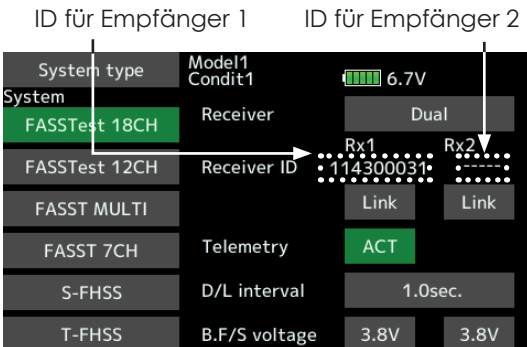 ID für Empfänger 1 ID für Empfänger 2
System type Model1
Condit1 6.7V
System
FASSTest 18CH Receiver Dual
Rx1 Rx2
FASSTest 12CH Receiver ID 114300031 -----
FASST MULTI Link Link
FASST 7CH Telemetry ACT
S-FHSS D/L interval 1.0sec.
T-FHSS B.F/S voltage 3.8V 3.8V